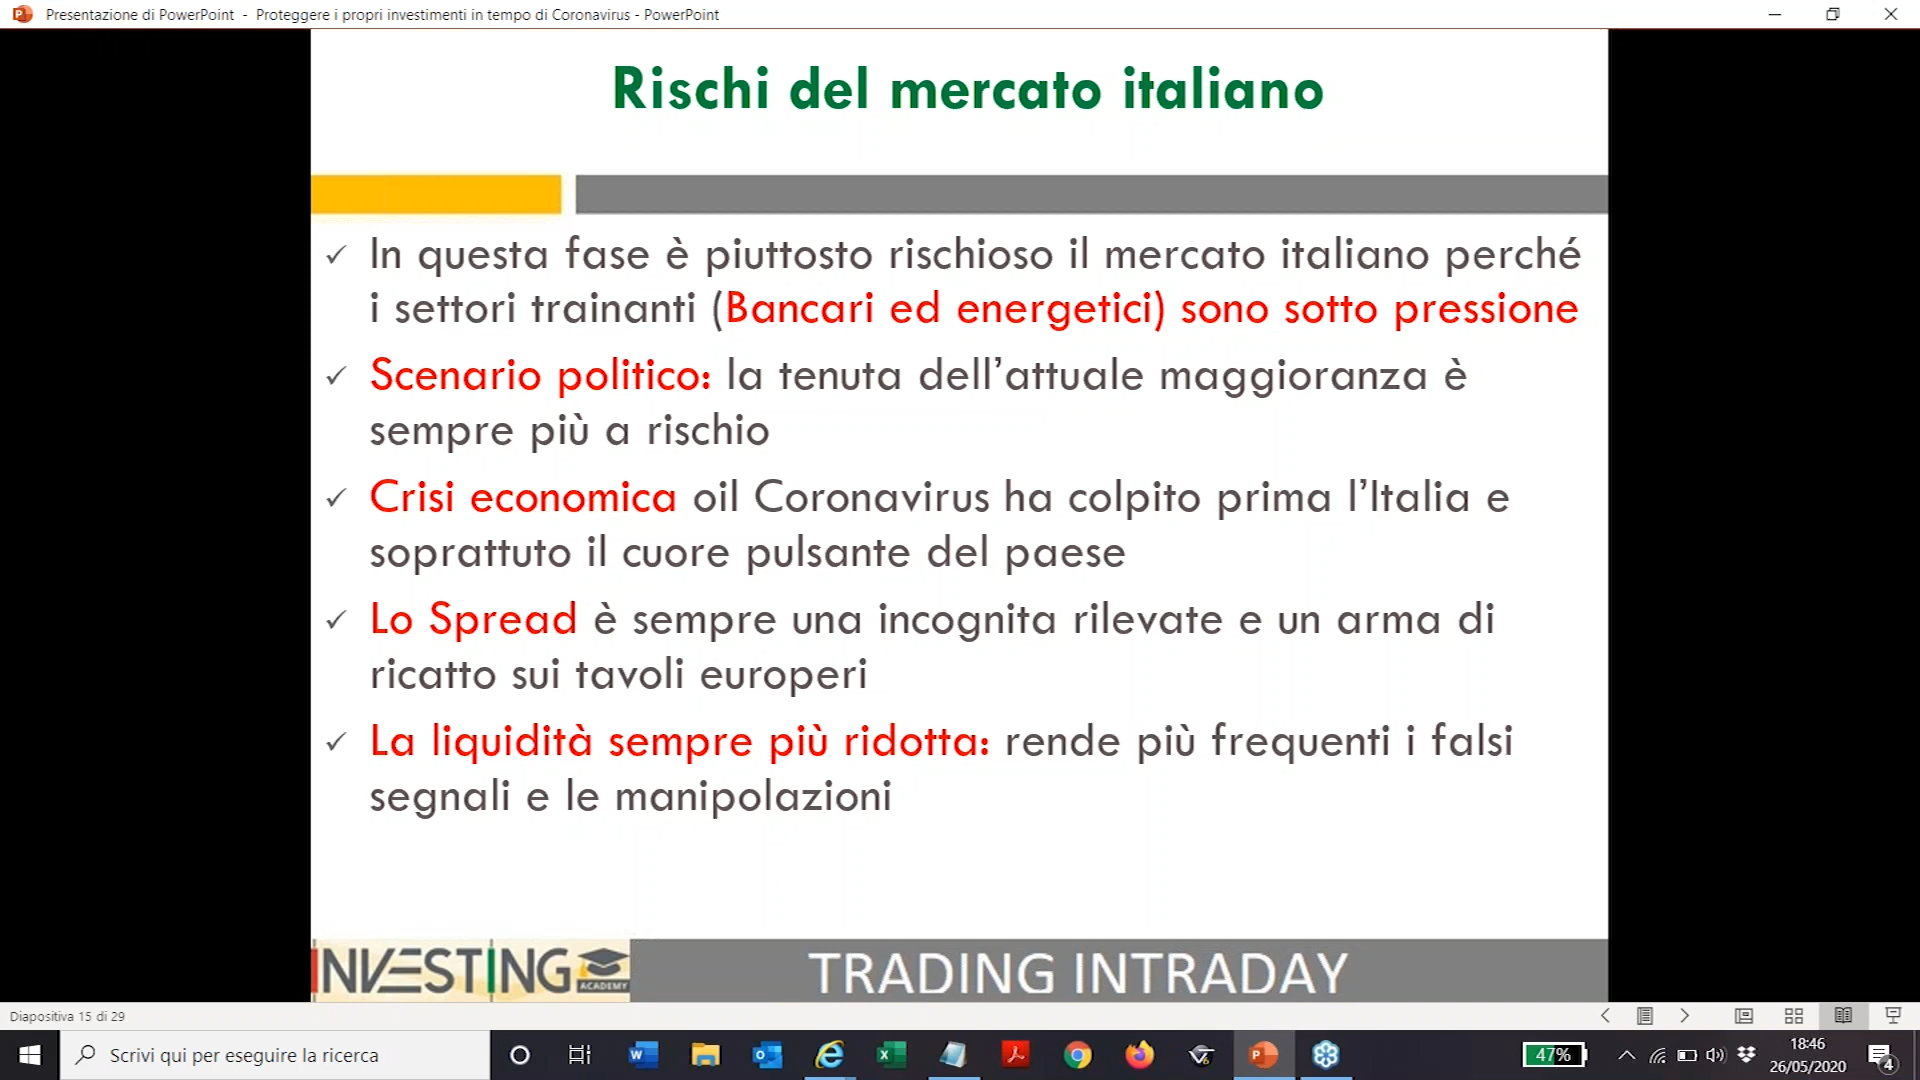 Presentazione di PowerPoint - Proteggere i propri investimenti in tempo di Coronavirus - PowerPoint
Rischi del mercato italiano
✓ In questa fase è piuttosto rischioso il mercato italiano perché
i settori trainanti (Bancari ed energetici) sono sotto pressione
✓ Scenario politico: la tenuta dell’attuale maggioranza è
sempre più a rischio
✓ Crisi economica oil Coronavirus ha colpito prima l’Italia e
soprattuto il cuore pulsante del paese
✓ Lo Spread è sempre una incognita rilevate e un arma di
ricatto sui tavoli europeri
✓ La liquidità sempre più ridotta: rende più frequenti i falsi
segnali e le manipolazioni
INVESTING ACADEMY
TRADING INTRADAY
Diapositiva 15 di 29
Scrivi qui per eseguire la ricerca
47%
18:46
26/05/2020
4